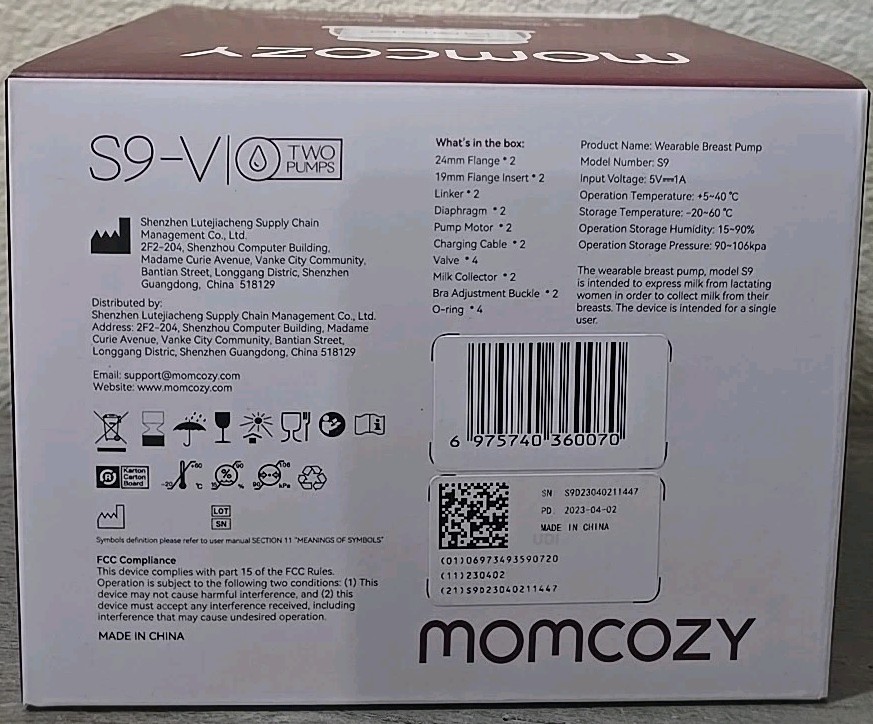 momcozy
S9-V
TWO
PUMPS
Shenzhen Lutejiacheng Supply Chain
Management Co., Ltd.
2F2-204, Shenzhou Computer Building,
Madame Curie Avenue, Vanke City Community,
Bantian Street, Longgang Distric, Shenzhen
Guangdong, China 518129
Distributed by:
Shenzhen Lutejiacheng Supply Chain Management Co., Ltd.
Address: 2F2-204, Shenzhou Computer Building, Madame
Curie Avenue, Vanke City Community, Bantian Street,
Longgang Distric, Shenzhen Guangdong, China 518129
Email: support@momcozy.com
Website: www.momcozy.com
Karton
Carton
Board
-20 +60 °C
15 % 90 %
90 106 kPa
LOT
SN
Symbols definition please refer to user manual SECTION 11 "MEANINGS OF SYMBOLS"
FCC Compliance
This device complies with part 15 of the FCC Rules.
Operation is subject to the following two conditions: (1) This
device may not cause harmful interference, and (2) this
device must accept any interference received, including
interference that may cause undesired operation.
MADE IN CHINA
What's in the box:
24mm Flange * 2
19mm Flange Insert * 2
Linker * 2
Diaphragm * 2
Pump Motor * 2
Charging Cable * 2
Valve * 4
Milk Collector * 2
Bra Adjustment Buckle * 2
O-ring * 4
Product Name: Wearable Breast Pump
Model Number: S9
Input Voltage: 5V⎓1A
Operation Temperature: +5~40 °C
Storage Temperature: -20~60 °C
Operation Storage Humidity: 15~90%
Operation Storage Pressure: 90~106kpa
The wearable breast pump, model S9
is intended to express milk from lactating
women in order to collect milk from their
breasts. The device is intended for a single
user.
6 975740 360070
SN S9D23040211447
PD 2023-04-02
MADE IN CHINA
UDI
(01)06973493590720
(11)230402
(21)S9D23040211447
momcozy